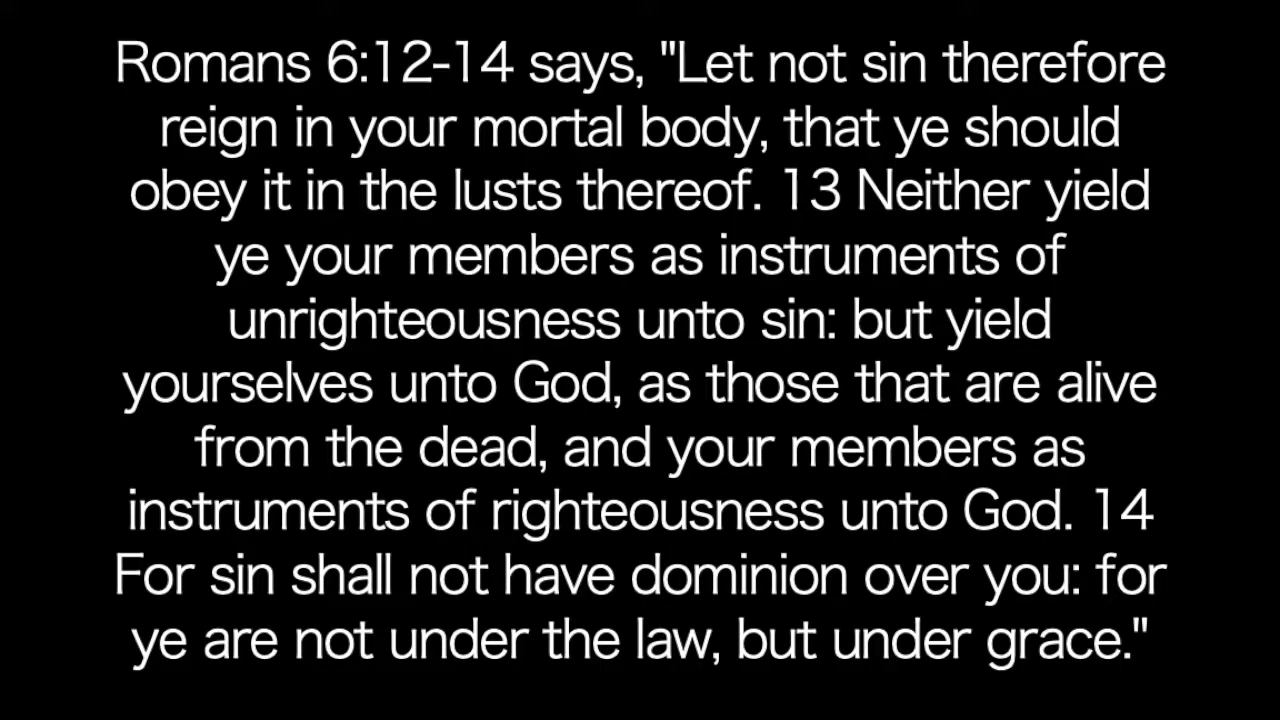 Romans 6:12-14 says, "Let not sin therefore
reign in your mortal body, that ye should
obey it in the lusts thereof. 13 Neither yield
ye your members as instruments of
unrighteousness unto sin: but yield
yourselves unto God, as those that are alive
from the dead, and your members as
instruments of righteousness unto God. 14
For sin shall not have dominion over you: for
ye are not under the law, but under grace."